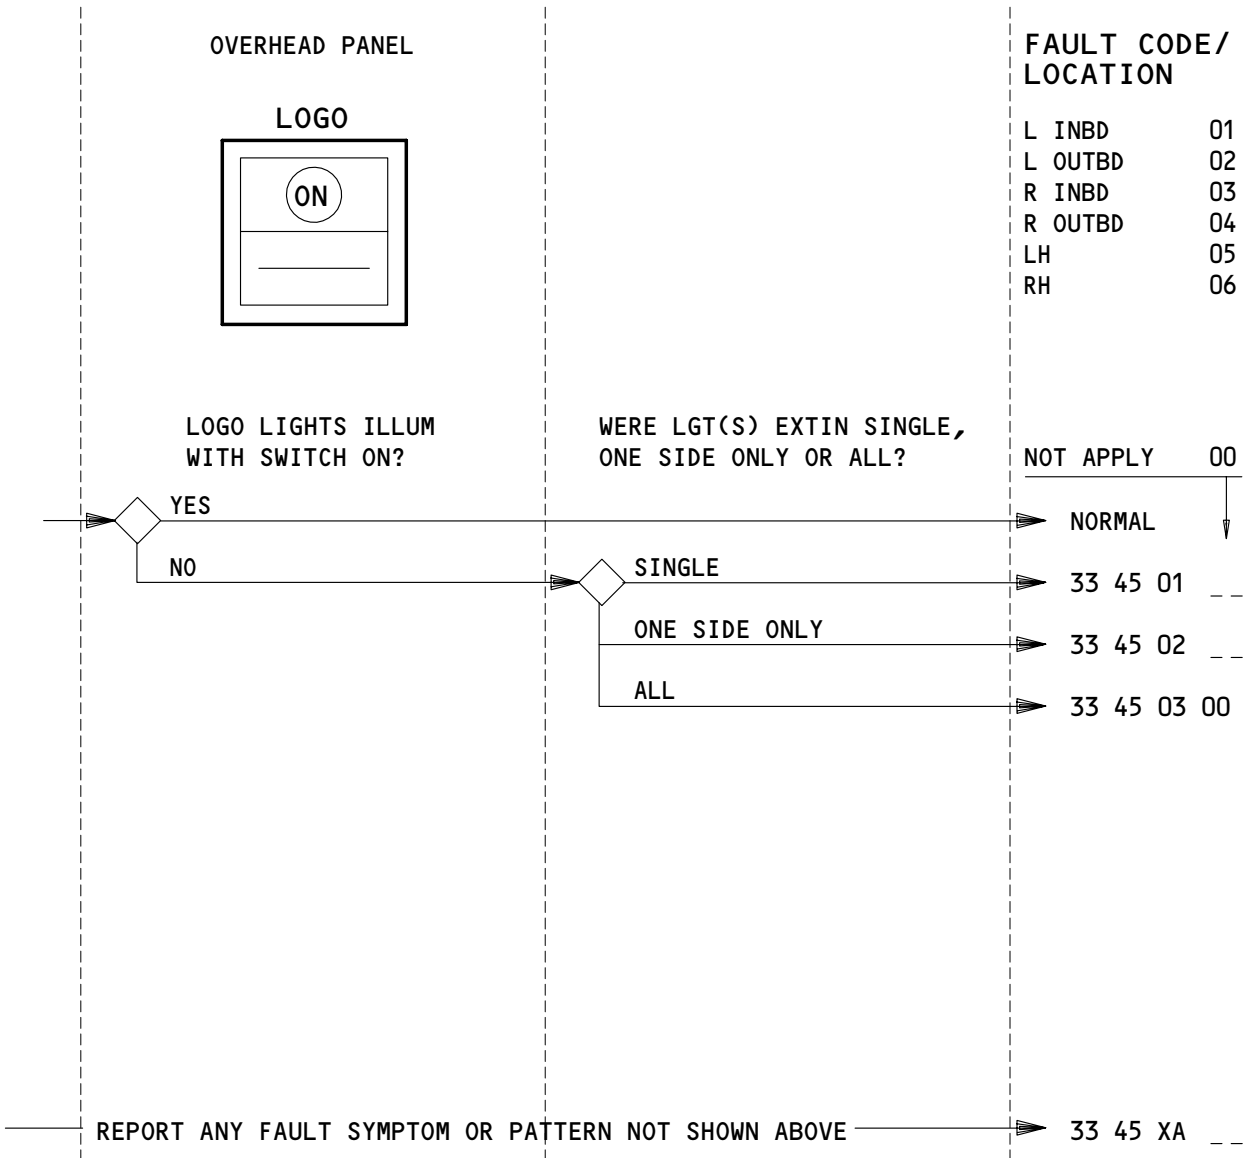 OVERHEAD PANEL
LOGO
ON
FAULT CODE/
LOCATION
L INBD 01
L OUTBD 02
R INBD 03
R OUTBD 04
LH 05
RH 06
LOGO LIGHTS ILLUM
WITH SWITCH ON?
WERE LGT(S) EXTIN SINGLE,
ONE SIDE ONLY OR ALL?
NOT APPLY 00
YES
NORMAL
NO
SINGLE
33 45 01 _ _
ONE SIDE ONLY
33 45 02 _ _
ALL
33 45 03 00
REPORT ANY FAULT SYMPTOM OR PATTERN NOT SHOWN ABOVE
33 45 XA _ _